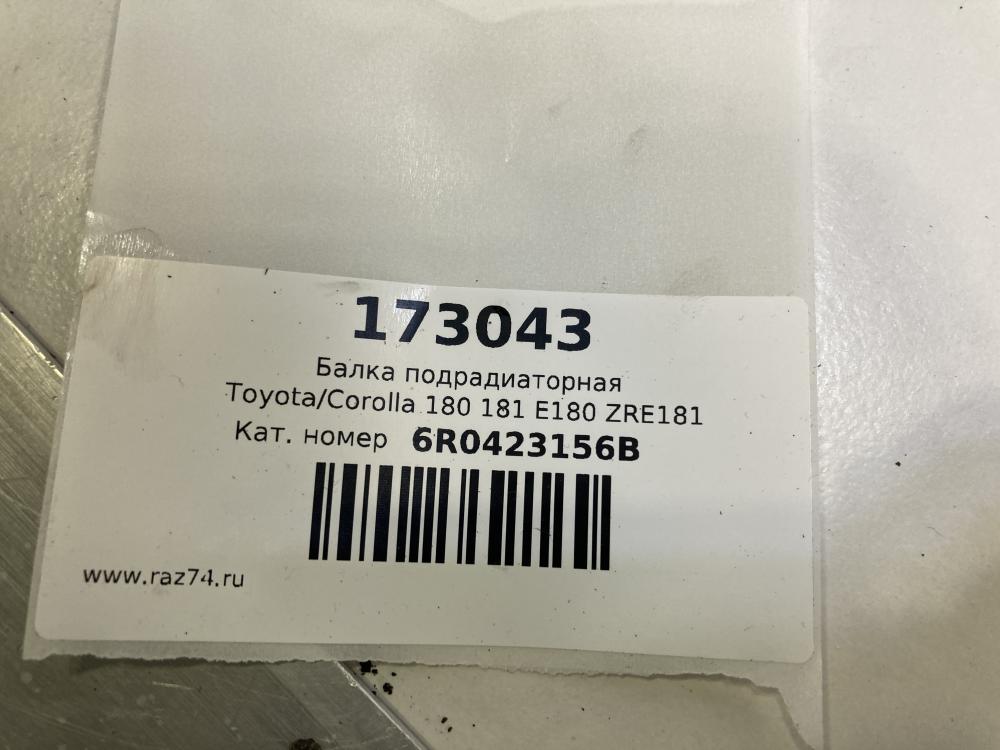 173043
Балка подрадиаторная
Toyota/Corolla 180 181 E180 ZRE181
Кат. номер 6R0423156B
www.raz74.ru